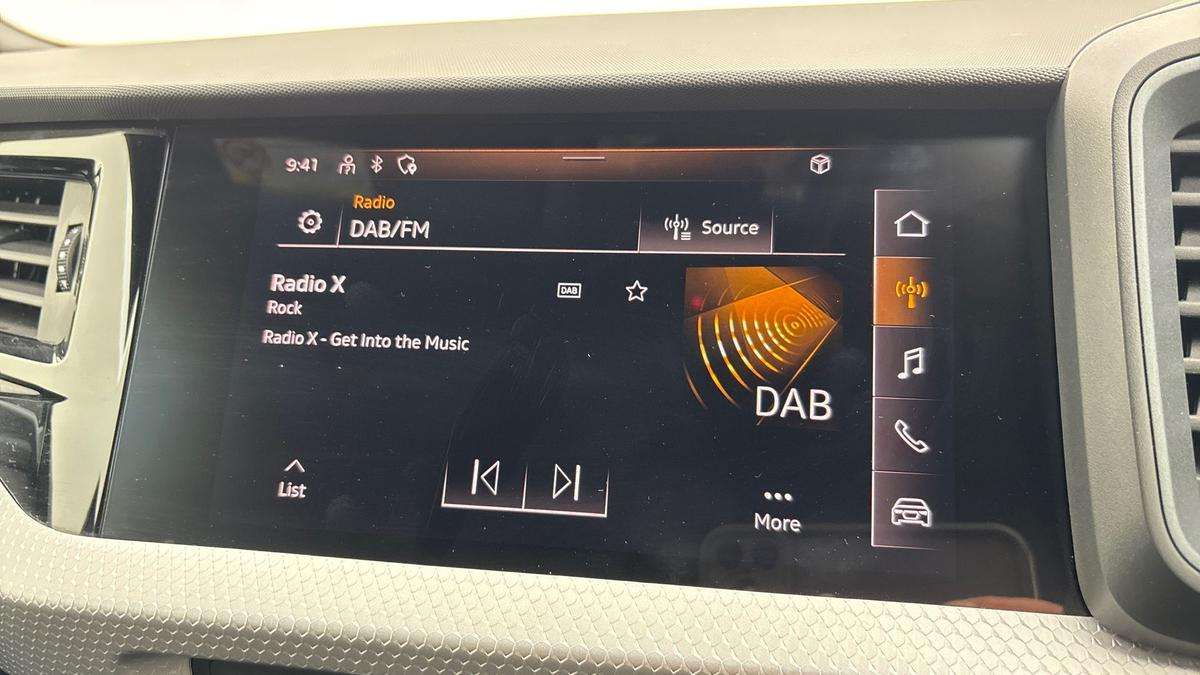 9:41
Radio
DAB/FM
Source
Radio X
DAB
Rock
Radio X - Get Into the Music
DAB
List
More